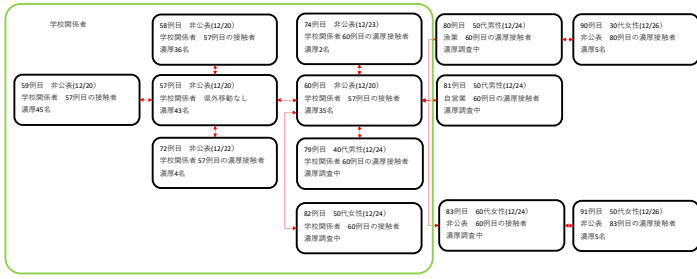 学校関係者
58例目　非公表(12/20)
学校関係者　57例目の接触者
濃厚36名
74例目　非公表(12/23)
学校関係者60例目の濃厚接触者
濃厚2名
80例目　50代男性(12/24)
漁業　60例目の濃厚接触者
濃厚調査中
90例目　30代女性(12/26)
非公表　80例目の濃厚接触者
濃厚5名
59例目　非公表(12/20)
学校関係者　57例目の接触者
濃厚45名
57例目　非公表(12/20)
学校関係者　県外移動なし
濃厚43名
60例目　非公表(12/20)
学校関係者　57例目の接触者
濃厚35名
81例目　50代男性(12/24)
自営業　60例目の濃厚接触者
濃厚調査中
72例目　非公表(12/22)
学校関係者 57例目の濃厚接触者
濃厚4名
79例目　40代男性(12/24)
学校関係者60例目の濃厚接触者
濃厚調査中
82例目　50代女性(12/24)
学校関係者　60例目の接触者
濃厚調査中
83例目　60代女性(12/24)
非公表　60例目の接触者
濃厚調査中
91例目　50代女性(12/26)
非公表　83例目の接触者
濃厚5名